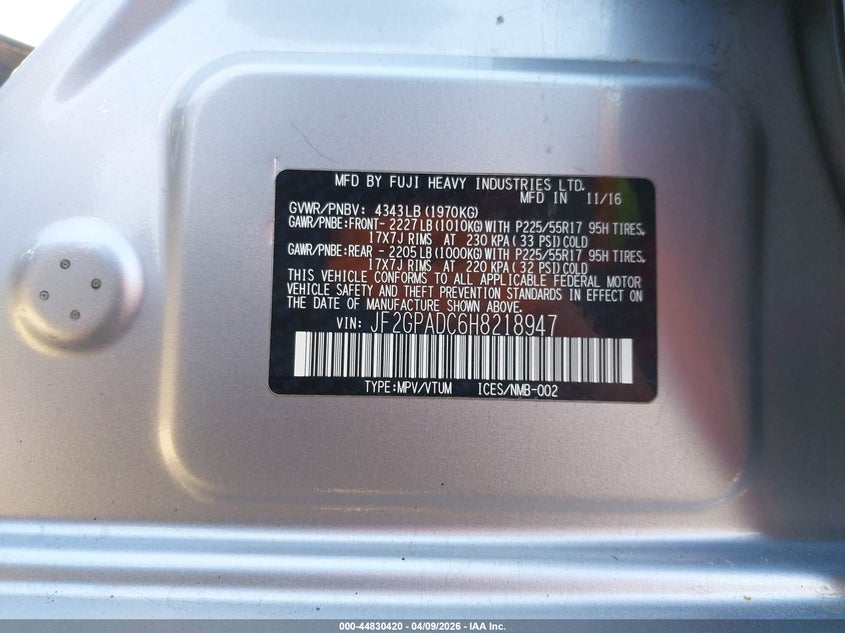 MFD BY FUJI HEAVY INDUSTRIES LTD.
MFD IN 11/16
GVWR/PNBV: 4343LB(1970KG)
GAWR/PNBE:FRONT- 2227LB(1010KG)WITH P225/55R17 95H TIRES,
17X7J RIMS AT 230 KPA(33 PSI)COLD
GAWR/PNBE:REAR - 2205LB(1000KG)WITH P225/55R17 95H TIRES,
17X7J RIMS AT 220 KPA(32 PSI)COLD
THIS VEHICLE CONFORMS TO ALL APPLICABLE FEDERAL MOTOR
VEHICLE SAFETY AND THEFT PREVENTION STANDARDS IN EFFECT ON
THE DATE OF MANUFACTURE SHOWN ABOVE.
VIN: JF2GPADC6H8218947
TYPE:MPV/VTUM ICES/NMB-002
000-44830420 - 04/09/2026 - IAA Inc.